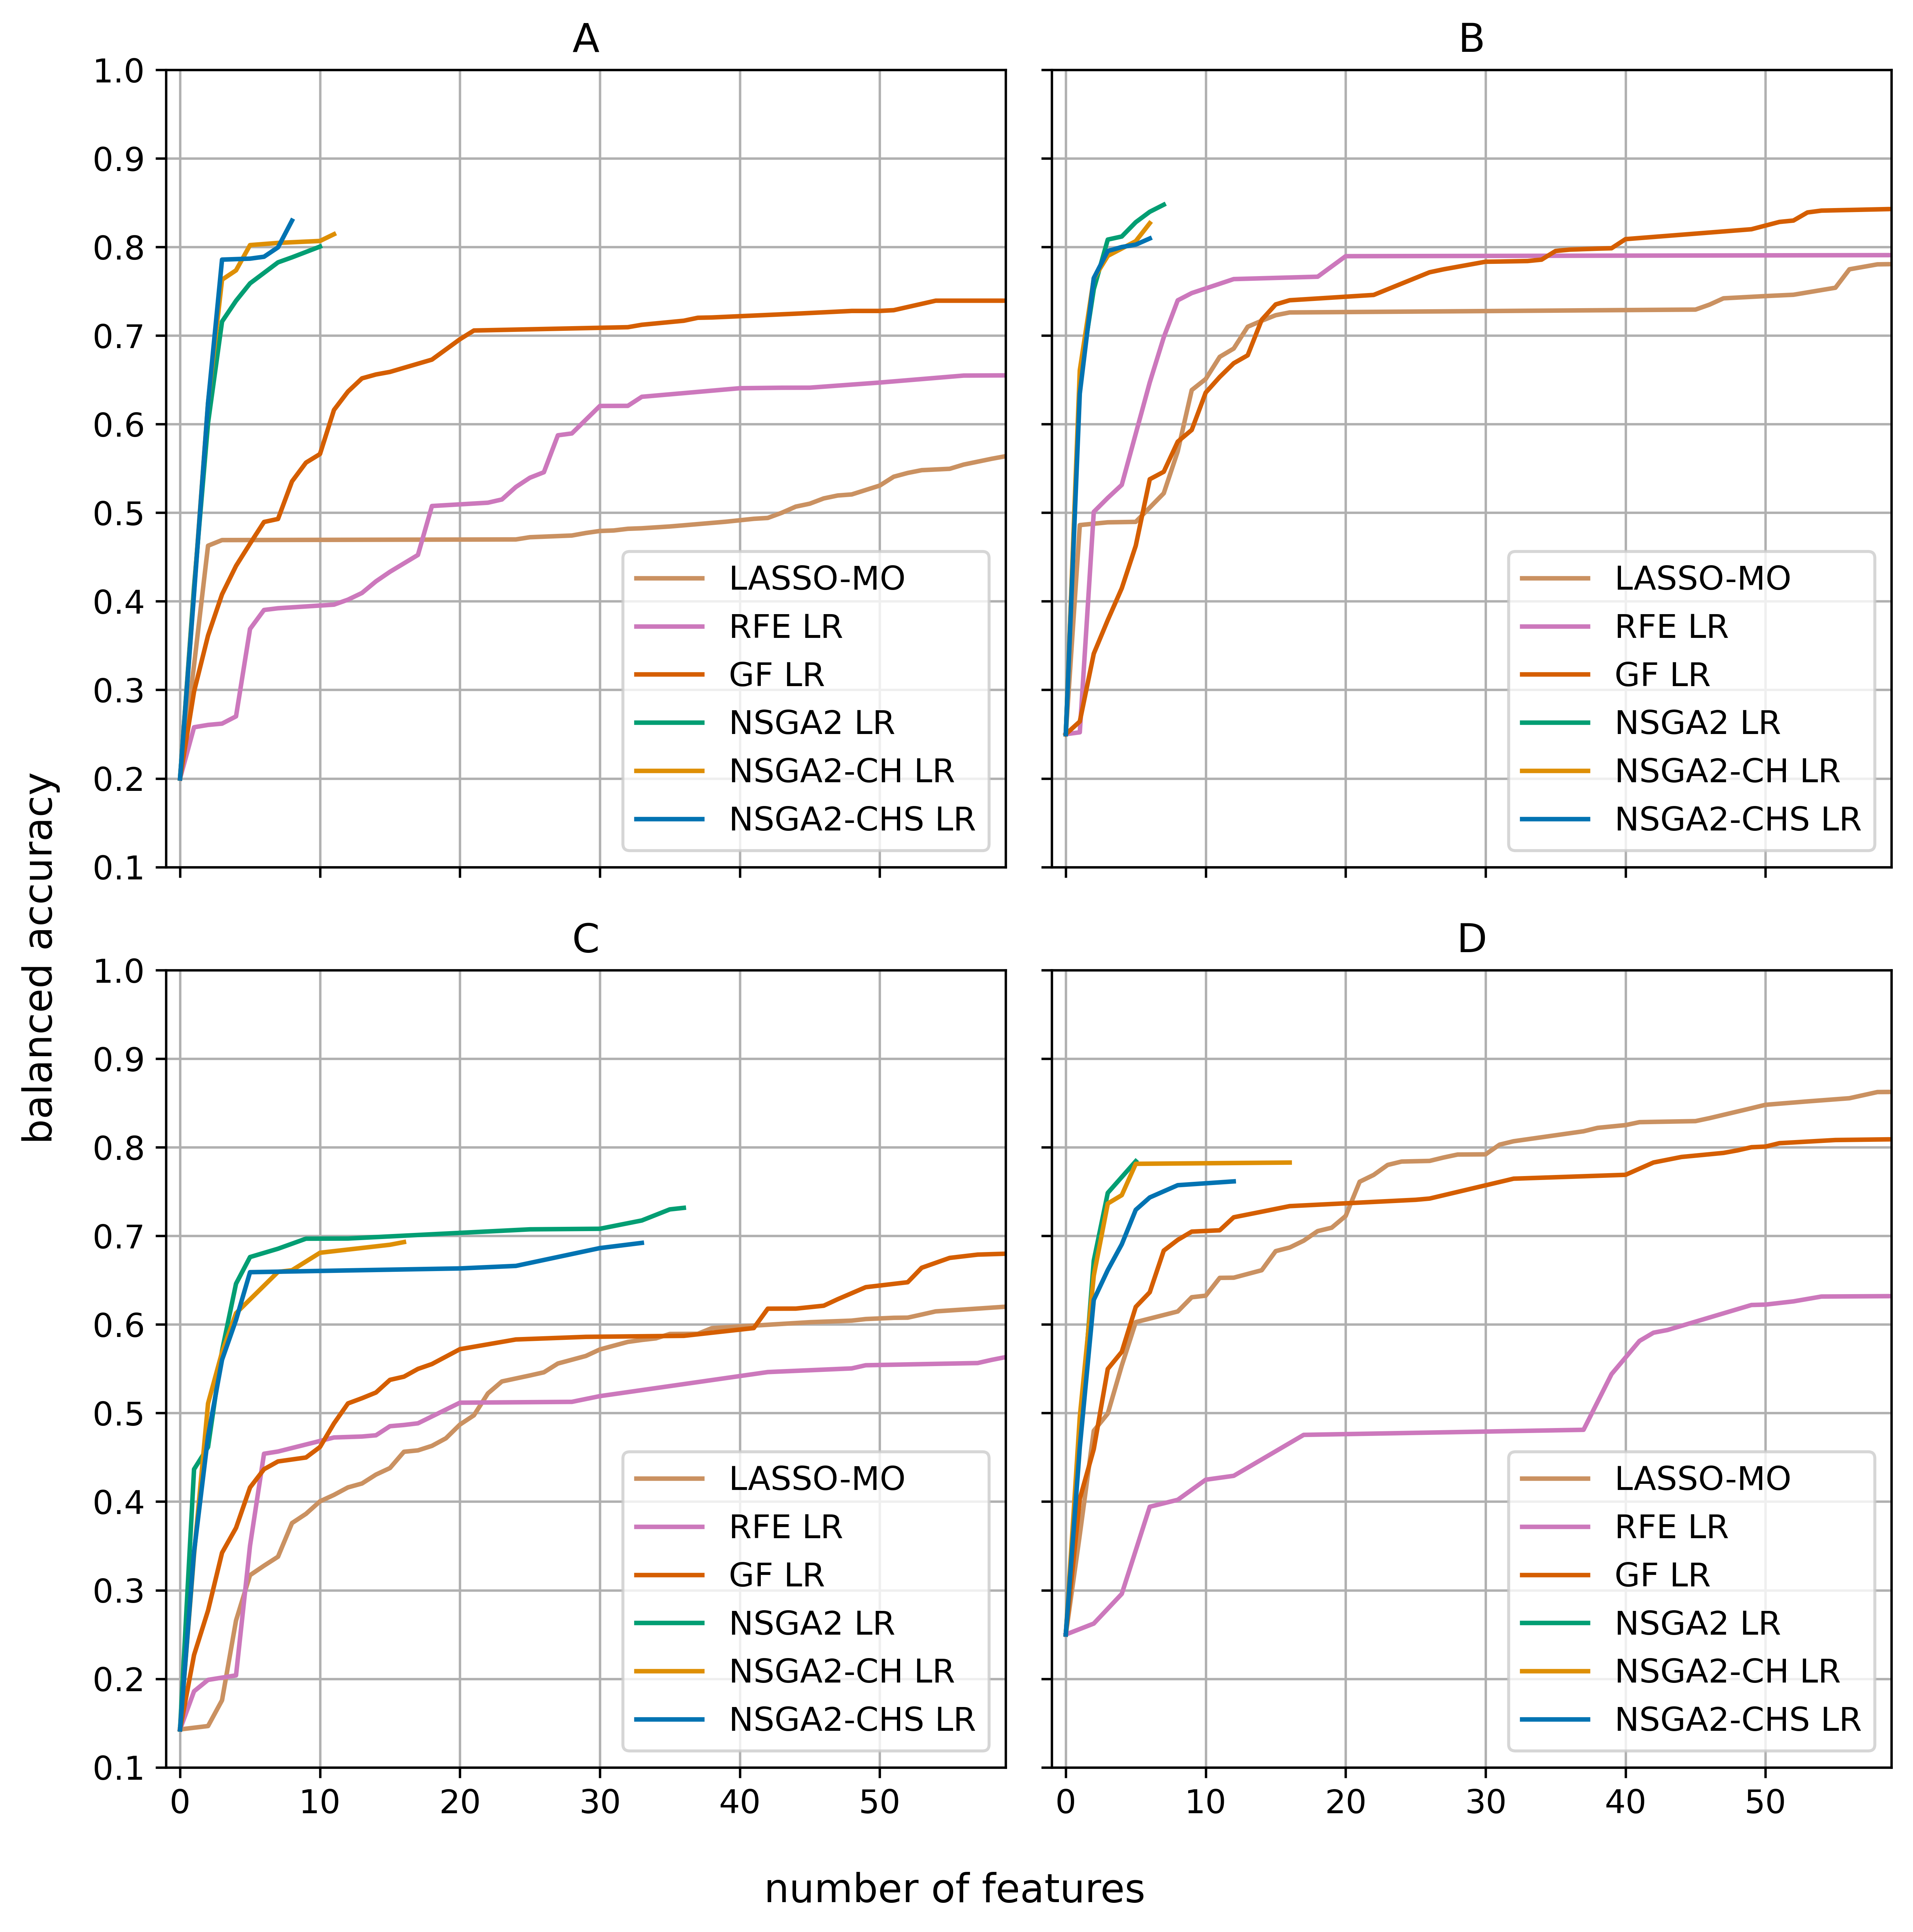 A
1.0
0.9
0.8
0.7
0.6
0.5
0.4
0.3
0.2
0.1
LASSO-MO
RFE LR
GF LR
NSGA2 LR
NSGA2-CH LR
NSGA2-CHS LR
B
LASSO-MO
RFE LR
GF LR
NSGA2 LR
NSGA2-CH LR
NSGA2-CHS LR
balanced accuracy
C
1.0
0.9
0.8
0.7
0.6
0.5
0.4
0.3
0.2
0.1
LASSO-MO
RFE LR
GF LR
NSGA2 LR
NSGA2-CH LR
NSGA2-CHS LR
0 10 20 30 40 50
D
LASSO-MO
RFE LR
GF LR
NSGA2 LR
NSGA2-CH LR
NSGA2-CHS LR
0 10 20 30 40 50
number of features